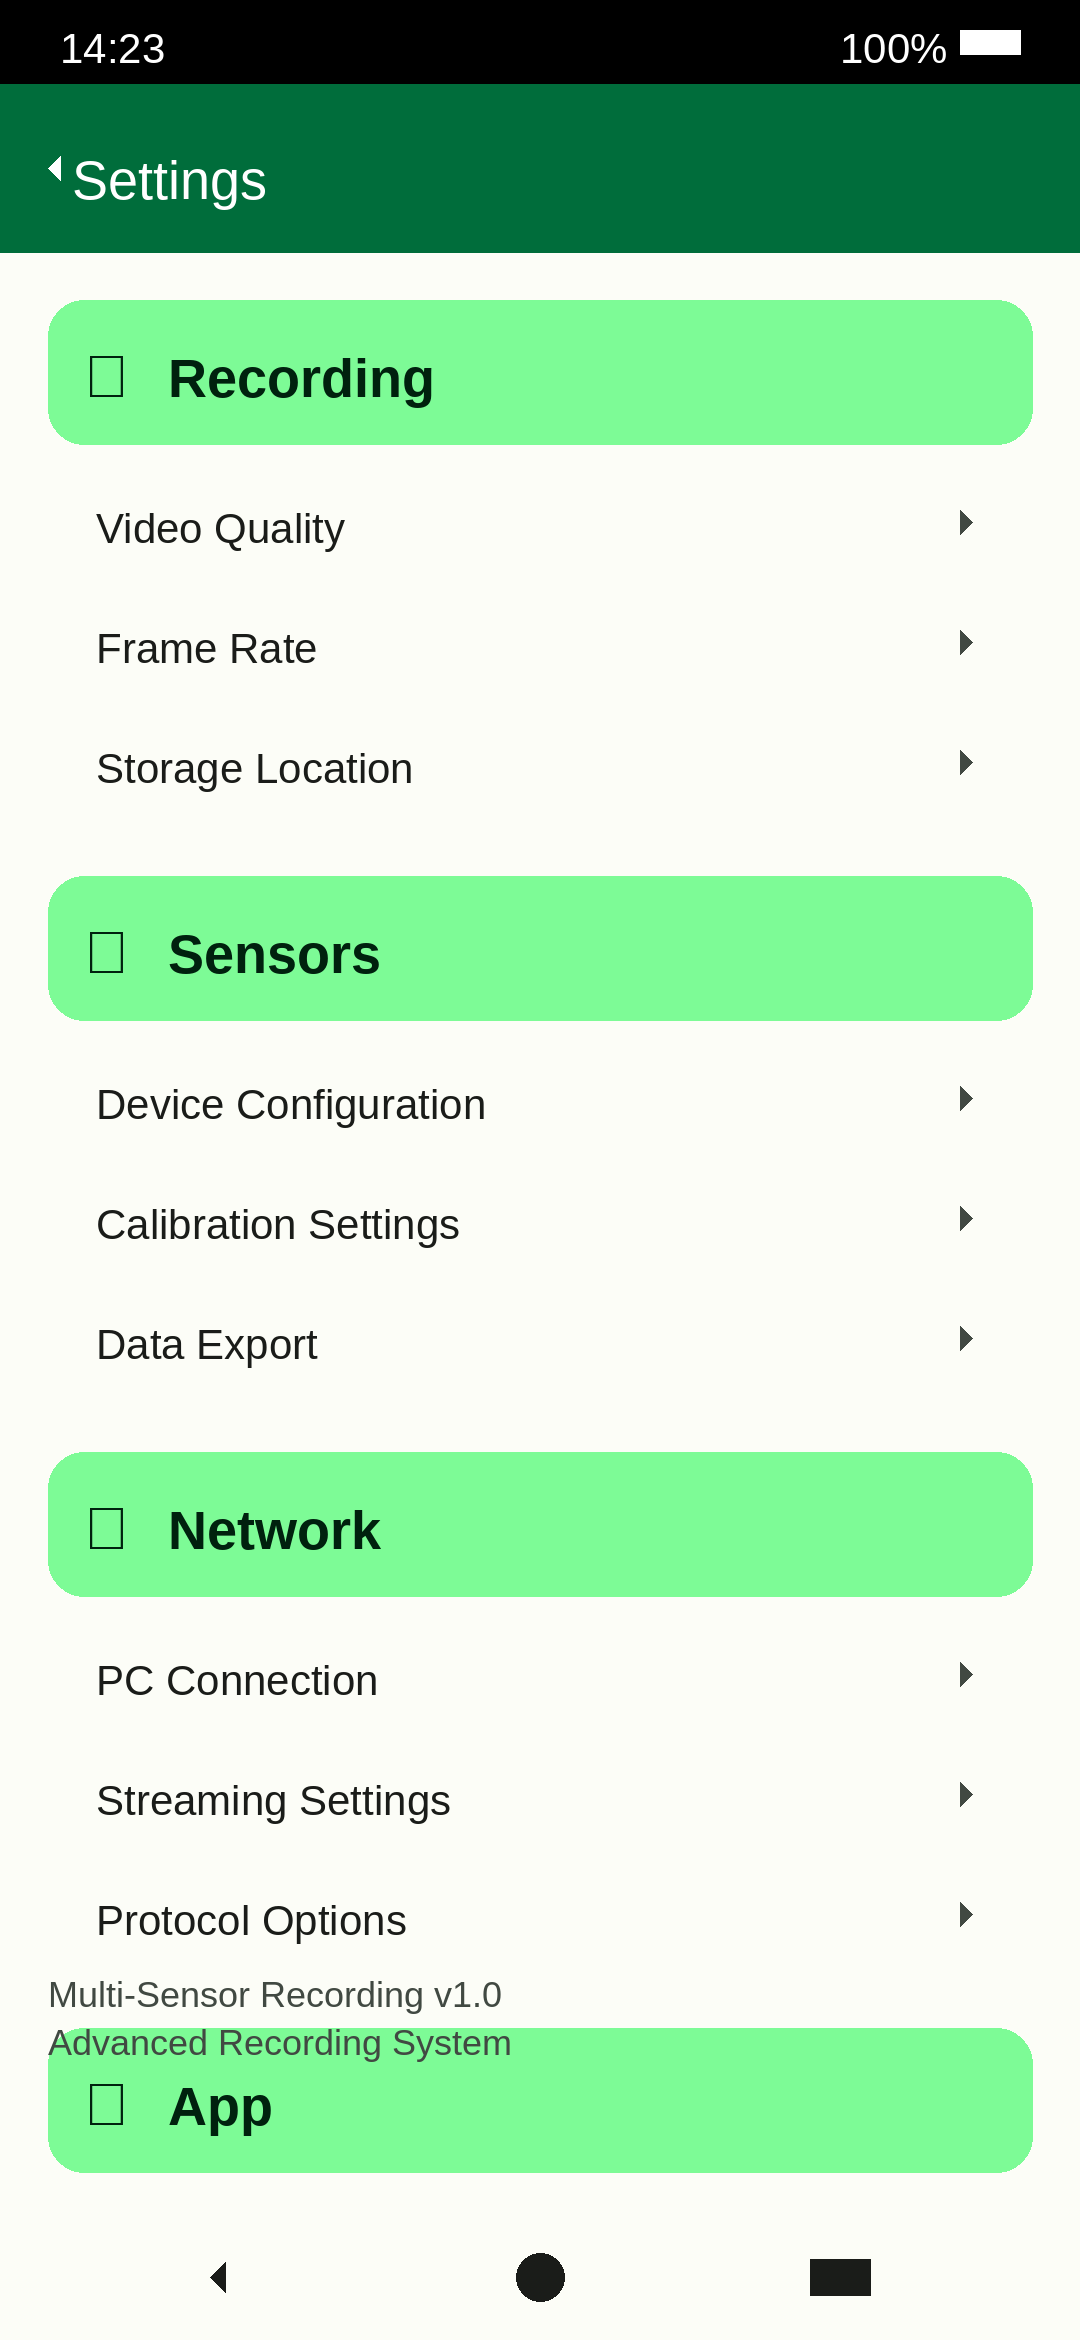 14:23 100%
Settings
Recording
Video Quality
Frame Rate
Storage Location
Sensors
Device Configuration
Calibration Settings
Data Export
Network
PC Connection
Streaming Settings
Protocol Options
Multi-Sensor Recording v1.0
Advanced Recording System
App